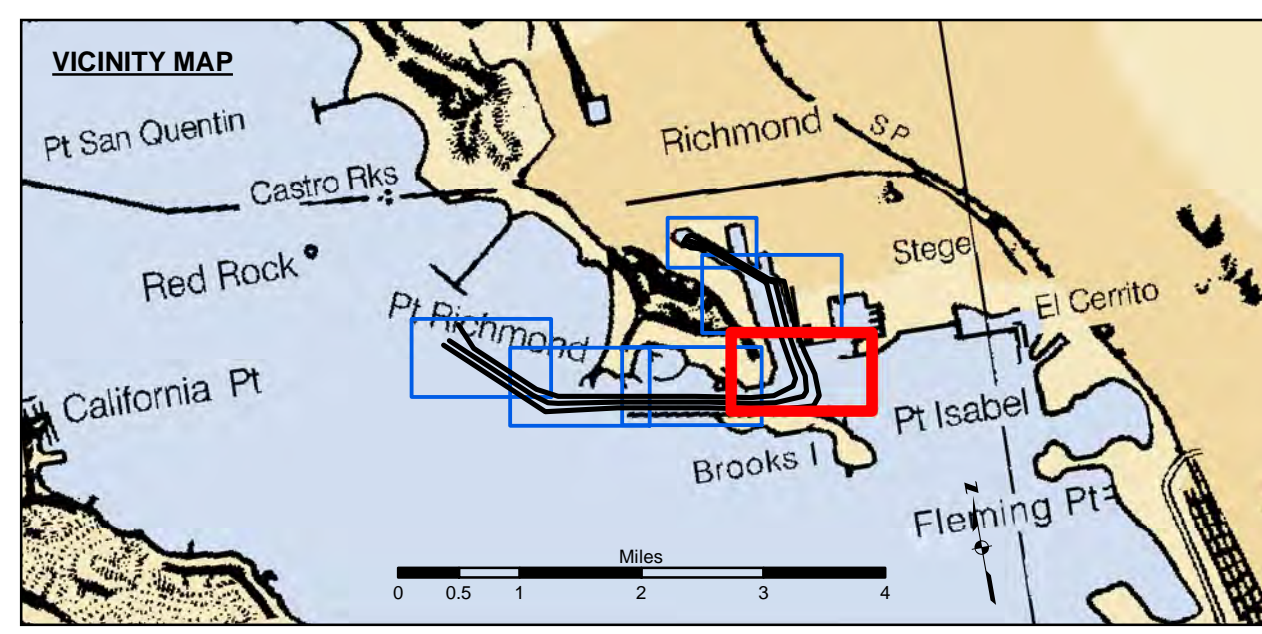 VICINITY MAP
Pt San Quentin
Richmond
S P
Castro Rks
Stege
Red Rock
El Cerrito
Pt Richmond
California Pt
Pt Isabel
Brooks I
Fleming Pt
N
Miles
0 0.5 1 2 3 4